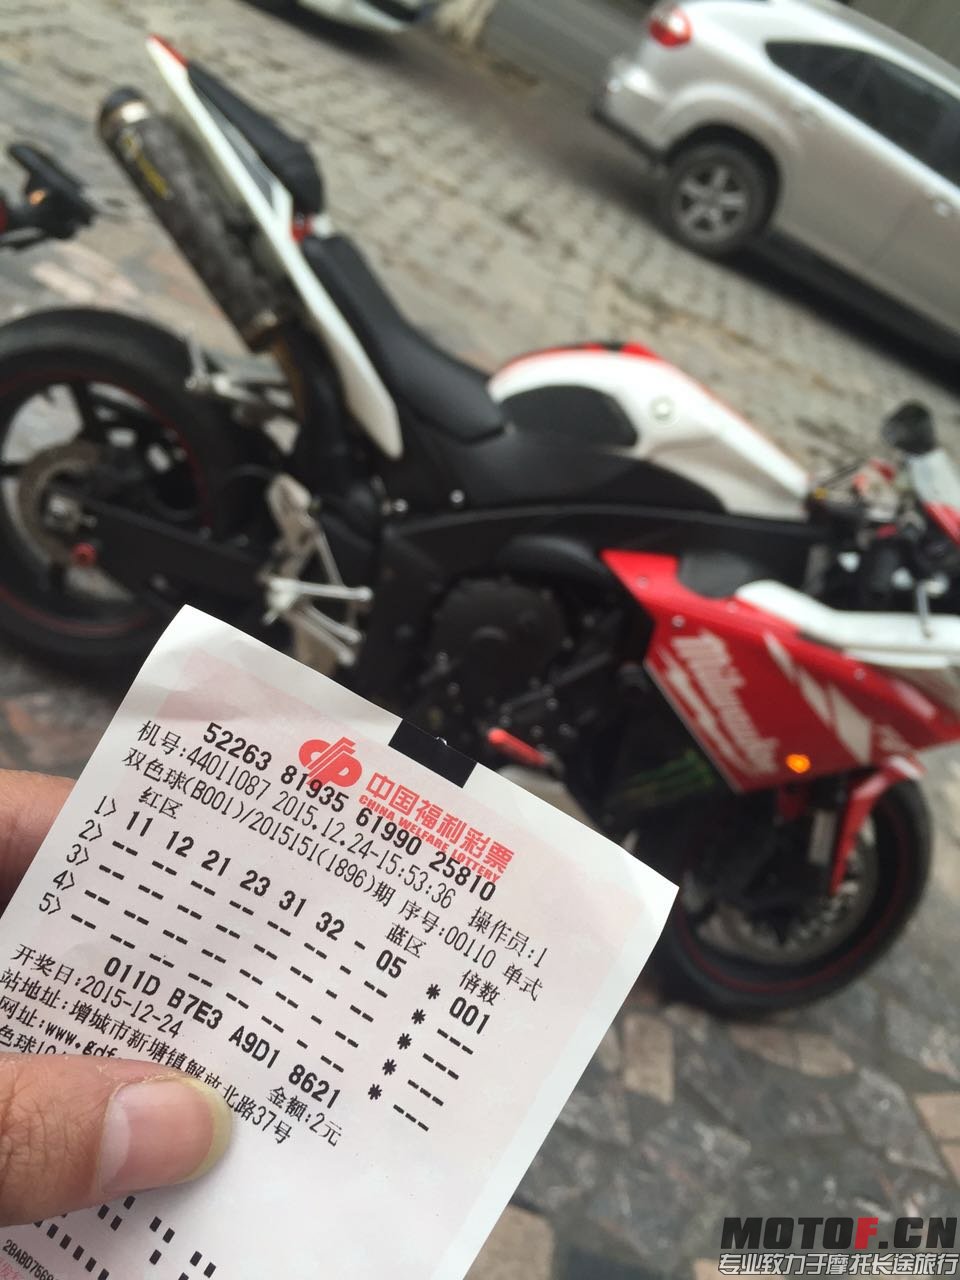 中国福利彩票
CHINA WELFARE LOTTERY
52263 81935 61990 25810
机号:44011087 2015.12.24-15:53:36 操作员:1
双色球(B001)/2015151(1896)期 序号:00110 单式
红区 蓝区 倍数
1> 11 12 21 23 31 32 - 05 * 001
2> -- -- -- -- -- -- - -- * ---
3> -- -- -- -- -- -- - -- * ---
4> -- -- -- -- -- -- - -- * ---
5> -- -- -- -- -- -- - -- * ---
011D B7E3 A9D1 8621
开奖日:2015-12-24 金额:2元
站地址:增城市新塘镇解放北路37号
网址:www.gdf
色球
Milwaukee
MOTOF.CN
专业致力于摩托长途旅行